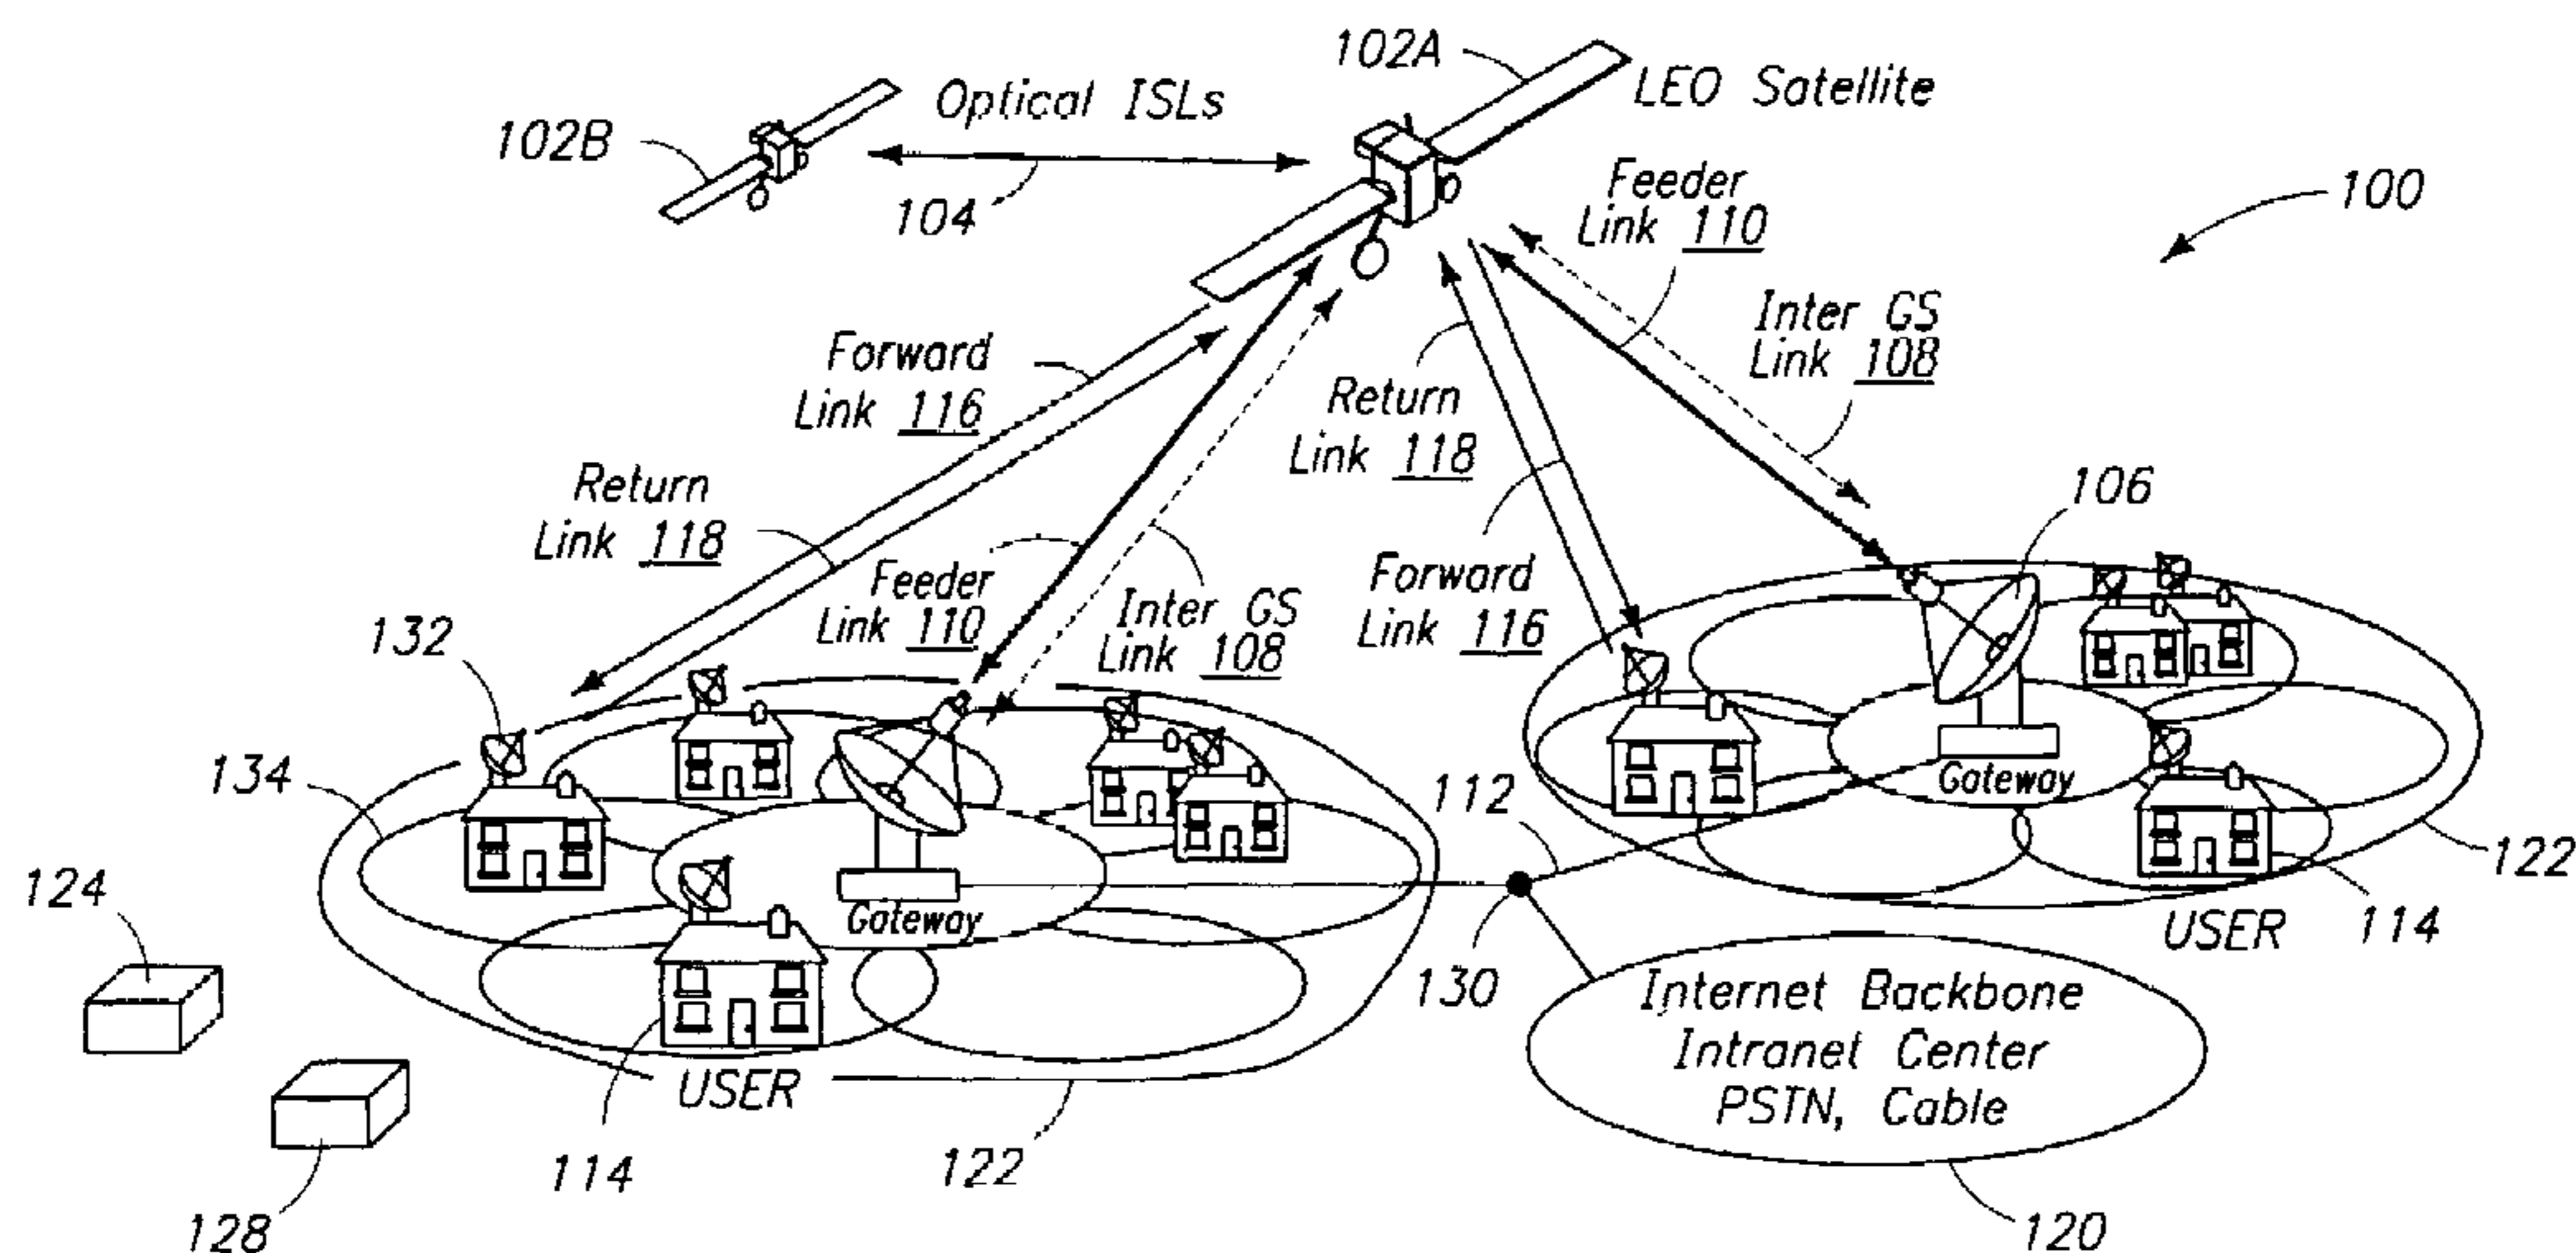 102A
LEO Satellite
Optical ISLs
102B
104
Feeder
Link 110
100
Inter GS
Link 108
Forward
Link 116
Return
Link 118
Return
Link 118
106
Feeder
Link 110
Inter GS
Link 108
Forward
Link 116
132
134
Gateway
112
122
124
Gateway
USER
114
130
Internet Backbone
Intranet Center
PSTN, Cable
USER
114
122
128
120